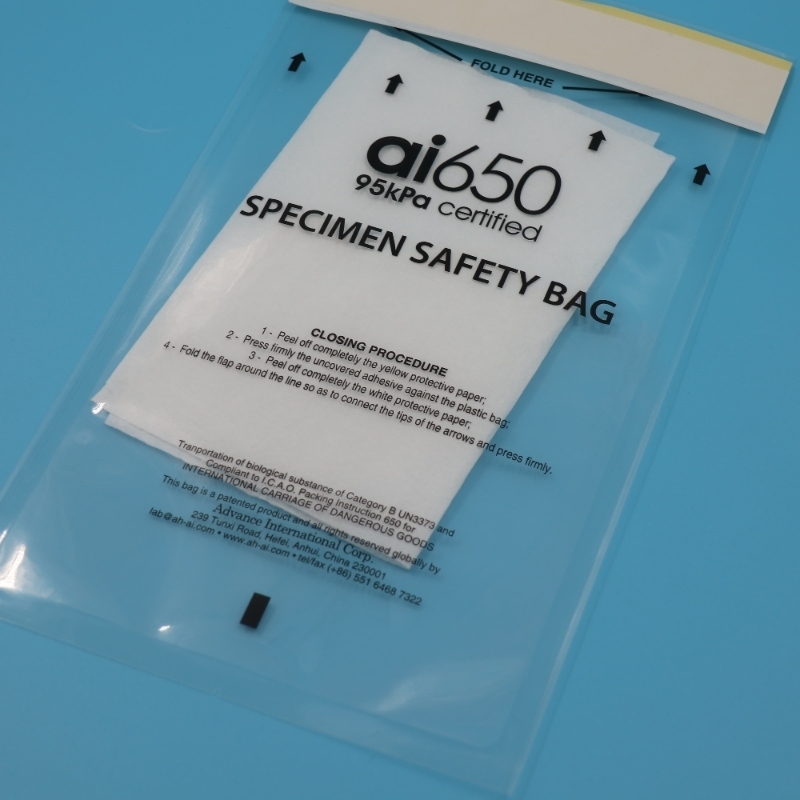 FOLD HERE
ai650
95kPa certified
SPECIMEN SAFETY BAG
CLOSING PROCEDURE
1 - Peel off completely the yellow protective paper;
2 - Press firmly the uncovered adhesive against the plastic bag;
3 - Peel off completely the white protective paper;
4 - Fold the flap around the line so as to connect the tips of the arrows and press firmly.
Tranportation of biological substance of Category B UN3373 and
Compliant to I.C.A.O. Packing Instruction 650 for
INTERNATIONAL CARRIAGE OF DANGEROUS GOODS
This bag is a patented product and all rights reserved globally by
Advance International Corp.
239 Tunxi Road, Hefei, Anhui, China 230001
lab@ah-ai.com • www.ah-ai.com • tel/fax (+86) 551 6468 7322